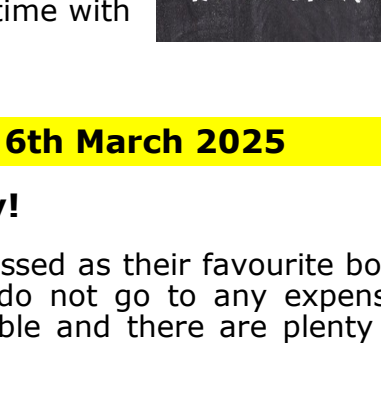 time with
6th March 2025
y!
ssed as their favourite bo
do not go to any expens
ble and there are plenty